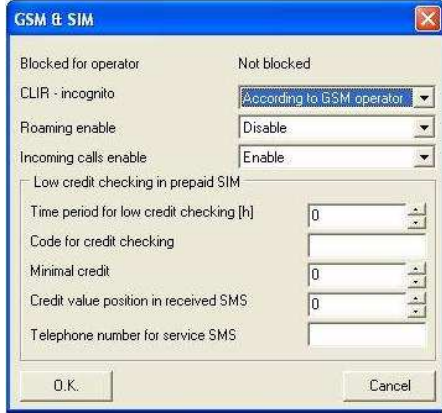 GSM & SIM
Blocked for operator Not blocked
CLIR - incognito According to GSM operator
Roaming enable Disable
Incoming calls enable Enable
Low credit checking in prepaid SIM
Time period for low credit checking [h] 0
Code for credit checking
Minimal credit 0
Credit value position in received SMS 0
Telephone number for service SMS
O.K. Cancel